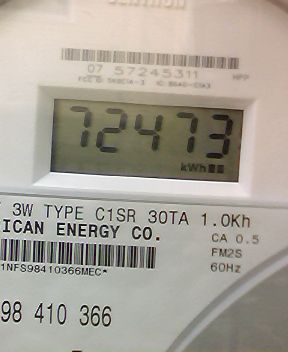 07 57245311 HPP
72473
kWh
3W TYPE C1SR 30TA 1.0Kh
ICAN ENERGY CO. CA 0.5
FM2S
1NFS98410366MEC* 60Hz
98 410 366